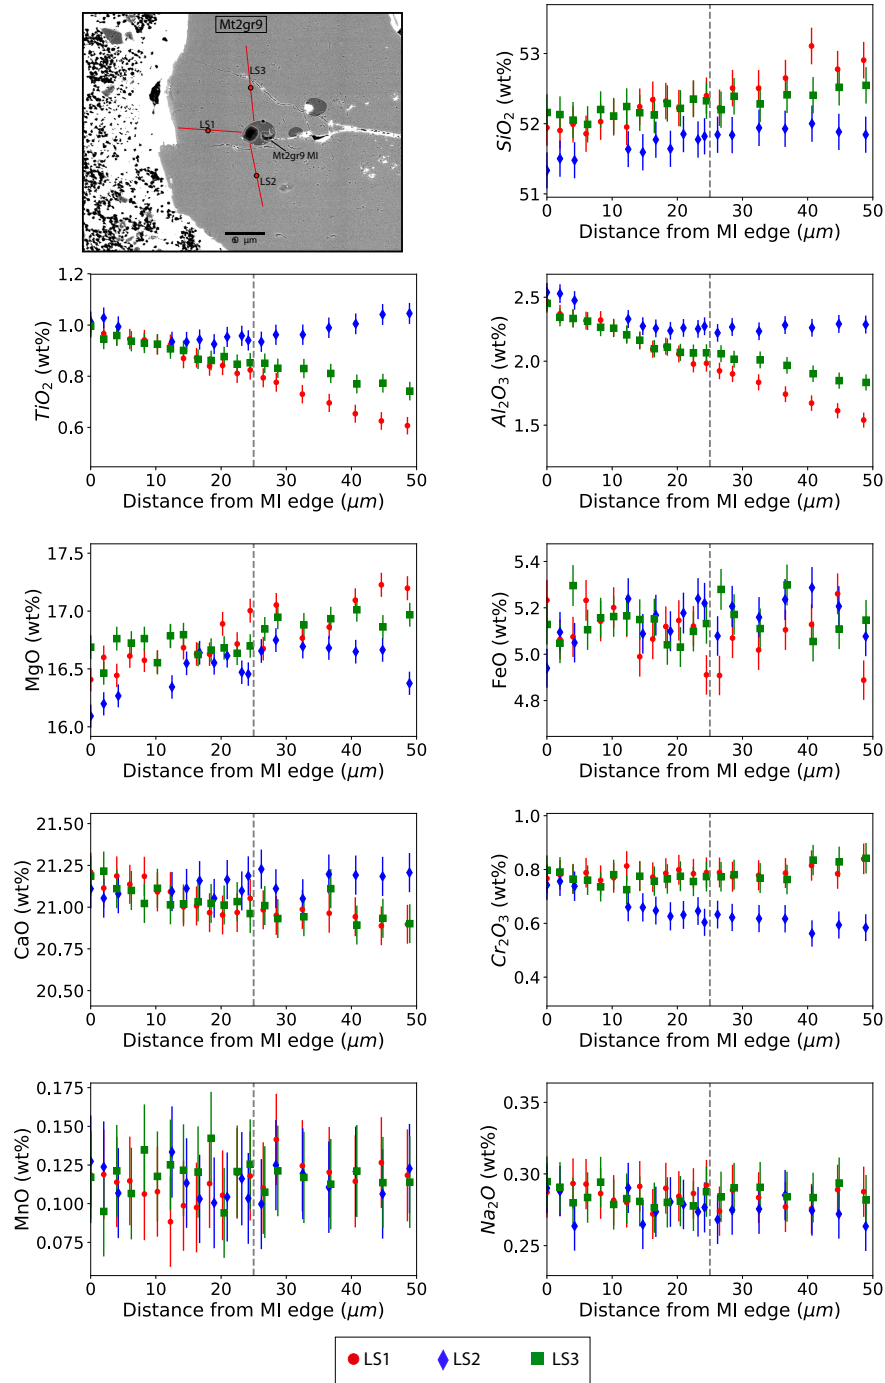 Mt2gr9
LS3
LS1
Mt2gr9 MI
LS2
μm
SiO2 (wt%)
53
52
51
0 10 20 30 40 50
Distance from MI edge (μm)
TiO2 (wt%)
1.2
1.0
0.8
0.6
0 10 20 30 40 50
Distance from MI edge (μm)
Al2O3 (wt%)
2.5
2.0
1.5
0 10 20 30 40 50
Distance from MI edge (μm)
MgO (wt%)
17.5
17.0
16.5
16.0
0 10 20 30 40 50
Distance from MI edge (μm)
FeO (wt%)
5.4
5.2
5.0
4.8
0 10 20 30 40 50
Distance from MI edge (μm)
CaO (wt%)
21.50
21.25
21.00
20.75
20.50
0 10 20 30 40 50
Distance from MI edge (μm)
Cr2O3 (wt%)
1.0
0.8
0.6
0.4
0 10 20 30 40 50
Distance from MI edge (μm)
MnO (wt%)
0.175
0.150
0.125
0.100
0.075
0 10 20 30 40 50
Distance from MI edge (μm)
Na2O (wt%)
0.35
0.30
0.25
0 10 20 30 40 50
Distance from MI edge (μm)
LS1 LS2 LS3